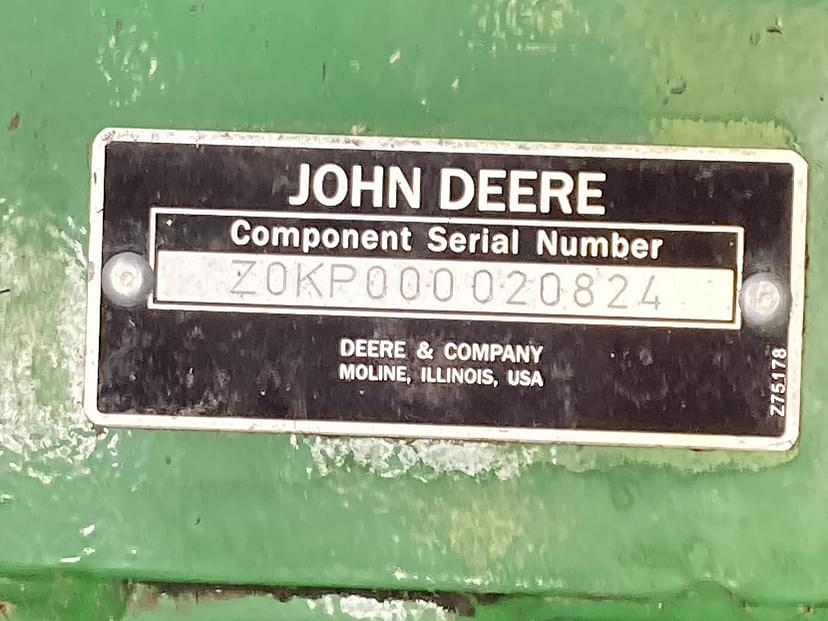 JOHN DEERE
Component Serial Number
Z0KP000020824
DEERE & COMPANY
MOLINE, ILLINOIS, USA
Z75178